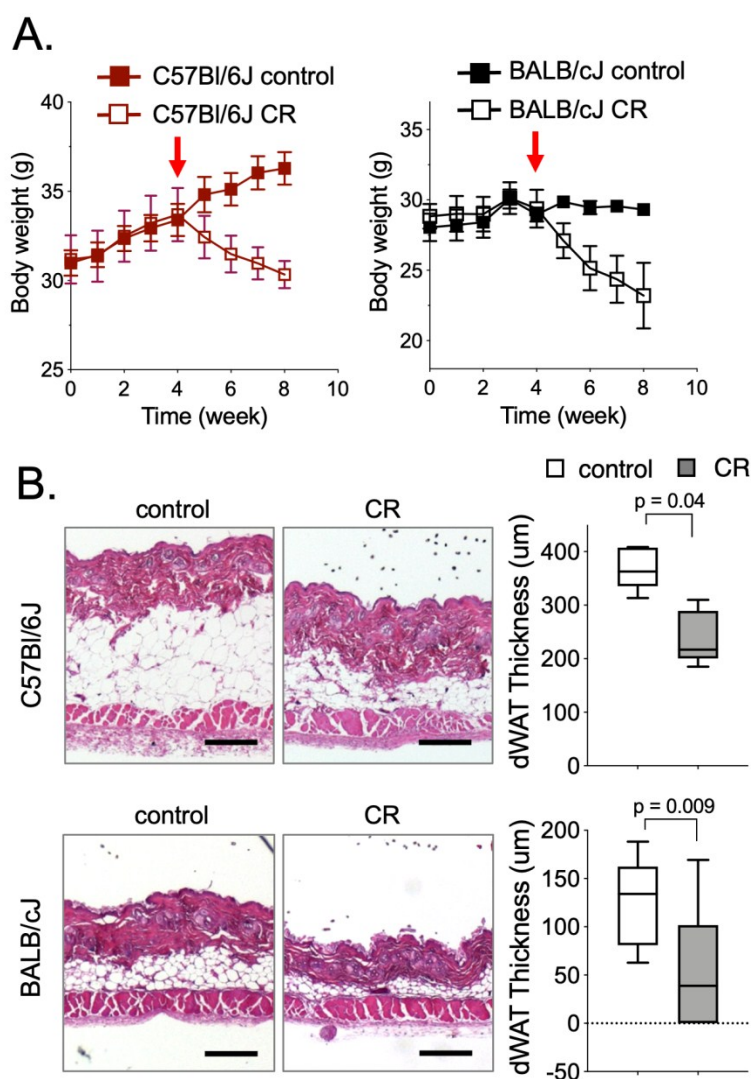 A.
C57Bl/6J control
C57Bl/6J CR
Body weight (g)
40
35
30
25
0 2 4 6 8 10
Time (week)
BALB/cJ control
BALB/cJ CR
Body weight (g)
35
30
25
20
0 2 4 6 8 10
Time (week)
B.
control CR
control
CR
C57Bl/6J
p = 0.04
dWAT Thickness (um)
400
300
200
100
0
control
CR
BALB/cJ
p = 0.009
dWAT Thickness (um)
200
150
100
50
0
-50